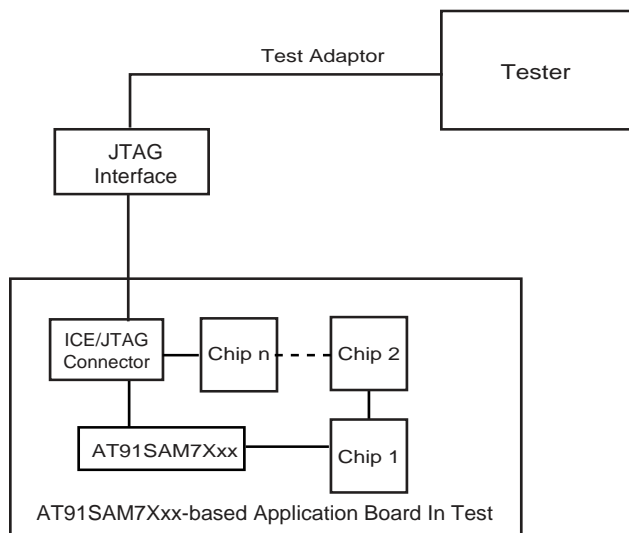 Test Adaptor
Tester
JTAG
Interface
ICE/JTAG
Connector
Chip n
Chip 2
AT91SAM7Xxx
Chip 1
AT91SAM7Xxx-based Application Board In Test